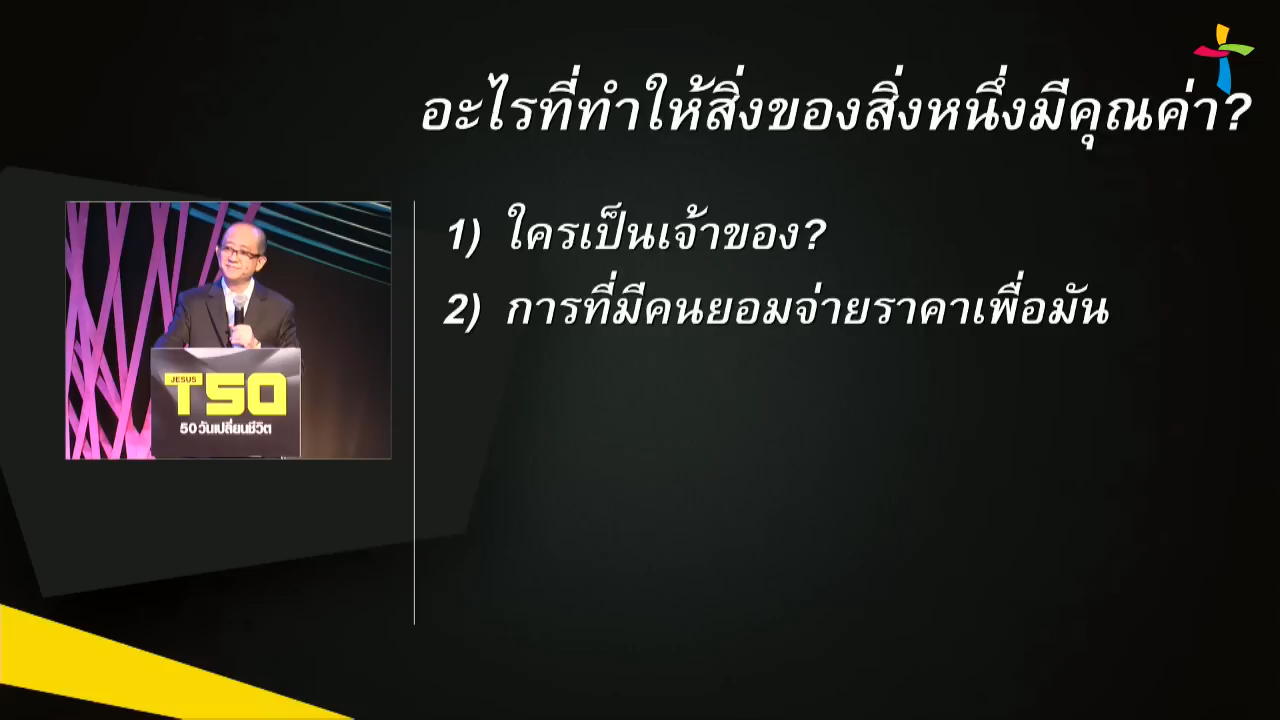 อะไรที่ทำให้สิ่งของสิ่งหนึ่งมีคุณค่า?
1) ใครเป็นเจ้าของ?
2) การที่มีคนยอมจ่ายราคาเพื่อมัน
JESUS
T50
50 วันเปลี่ยนชีวิต